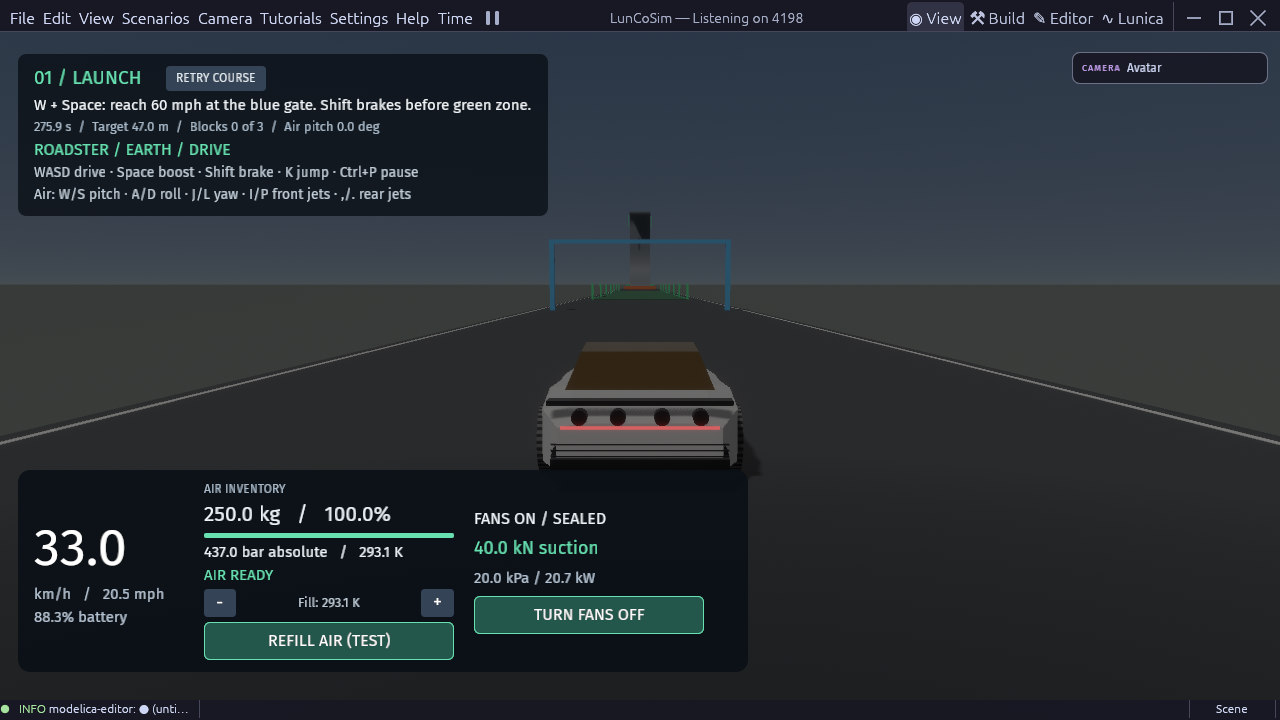 File Edit View Scenarios Camera Tutorials Settings Help Time
LunCoSim — Listening on 4198
View Build Editor Lunica
01 / LAUNCH RETRY COURSE
W + Space: reach 60 mph at the blue gate. Shift brakes before green zone.
275.9 s / Target 47.0 m / Blocks 0 of 3 / Air pitch 0.0 deg
ROADSTER / EARTH / DRIVE
WASD drive · Space boost · Shift brake · K jump · Ctrl+P pause
Air: W/S pitch · A/D roll · J/L yaw · I/P front jets · ,/. rear jets
CAMERA Avatar
33.0
km/h / 20.5 mph
88.3% battery
AIR INVENTORY
250.0 kg / 100.0%
437.0 bar absolute / 293.1 K
AIR READY
- Fill: 293.1 K +
REFILL AIR (TEST)
FANS ON / SEALED
40.0 kN suction
20.0 kPa / 20.7 kW
TURN FANS OFF
INFO modelica-editor: ● (unti...
Scene